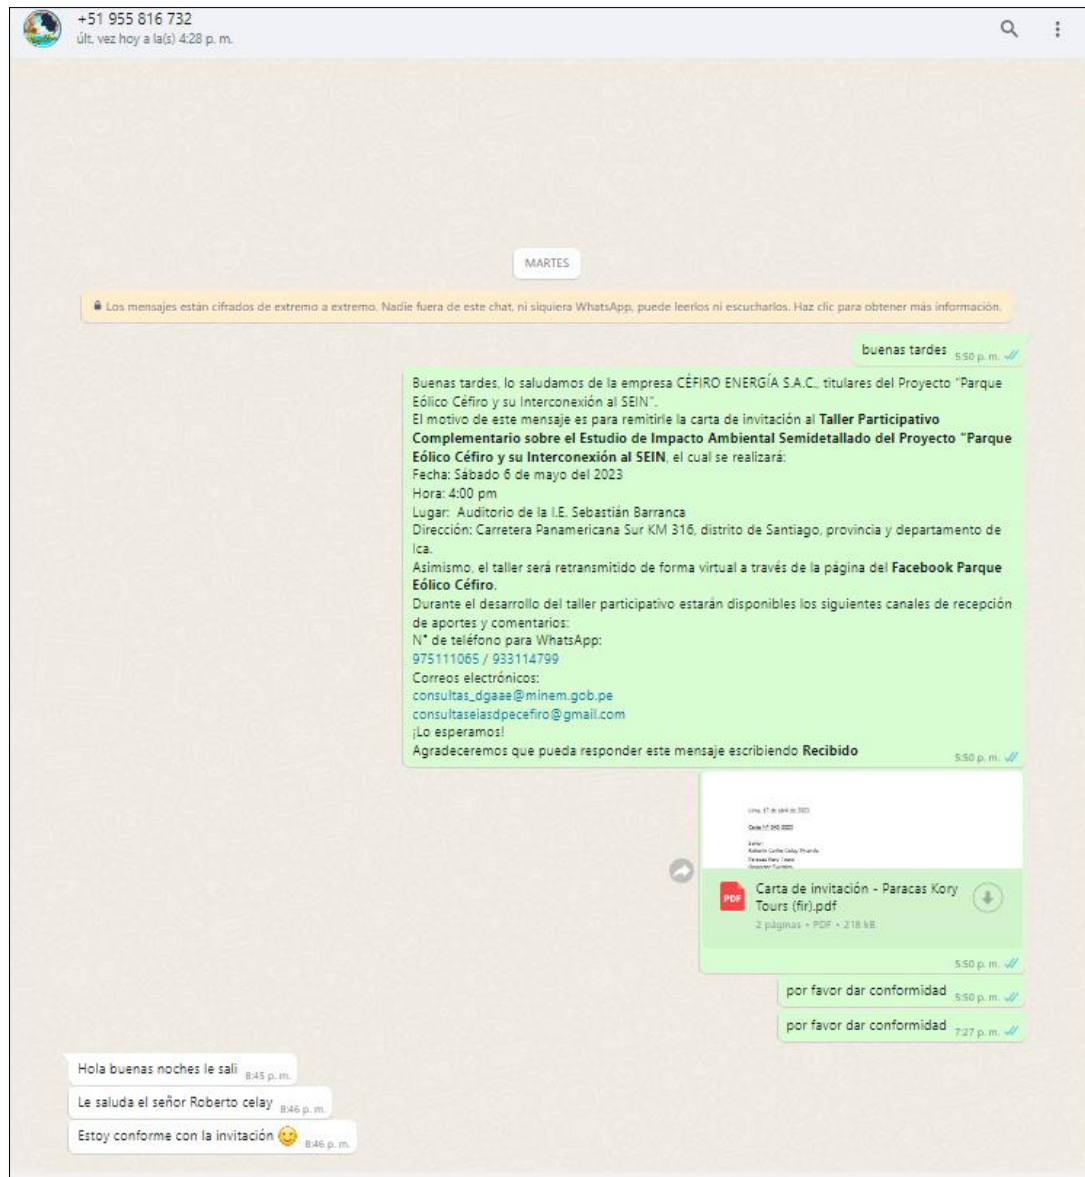 +51 955 816 732
últ. vez hoy a la(s) 4:28 p. m.
MARTES
Los mensajes están cifrados de extremo a extremo. Nadie fuera de este chat, ni siquiera WhatsApp, puede leerlos ni escucharlos. Haz clic para obtener más información.
buenas tardes 5:50 p. m.
Buenas tardes, lo saludamos de la empresa CÉFIRO ENERGÍA S.A.C., titulares del Proyecto "Parque
Eólico Céfiro y su Interconexión al SEIN".
El motivo de este mensaje es para remitirle la carta de invitación al Taller Participativo
Complementario sobre el Estudio de Impacto Ambiental Semidetallado del Proyecto "Parque
Eólico Céfiro y su Interconexión al SEIN, el cual se realizará:
Fecha: Sábado 6 de mayo del 2023
Hora: 4:00 pm
Lugar: Auditorio de la I.E. Sebastián Barranca
Dirección: Carretera Panamericana Sur KM 316, distrito de Santiago, provincia y departamento de
Ica.
Asimismo, el taller será retransmitido de forma virtual a través de la página del Facebook Parque
Eólico Céfiro.
Durante el desarrollo del taller participativo estarán disponibles los siguientes canales de recepción
de aportes y comentarios:
N° de teléfono para WhatsApp:
975111065 / 933114799
Correos electrónicos:
consultas_dgaae@minem.gob.pe
consultaseiasdpecefiro@gmail.com
¡Lo esperamos!
Agradeceremos que pueda responder este mensaje escribiendo Recibido
5:50 p. m.
Lima, 17 de abril de 2023
Señor:
PDF
Carta de invitación - Paracas Kory
Tours (fir).pdf
2 páginas • PDF • 218 kB
5:50 p. m.
por favor dar conformidad 5:50 p. m.
por favor dar conformidad 7:27 p. m.
Hola buenas noches le sali 8:45 p. m.
Le saluda el señor Roberto celay 8:46 p. m.
Estoy conforme con la invitación 8:46 p. m.